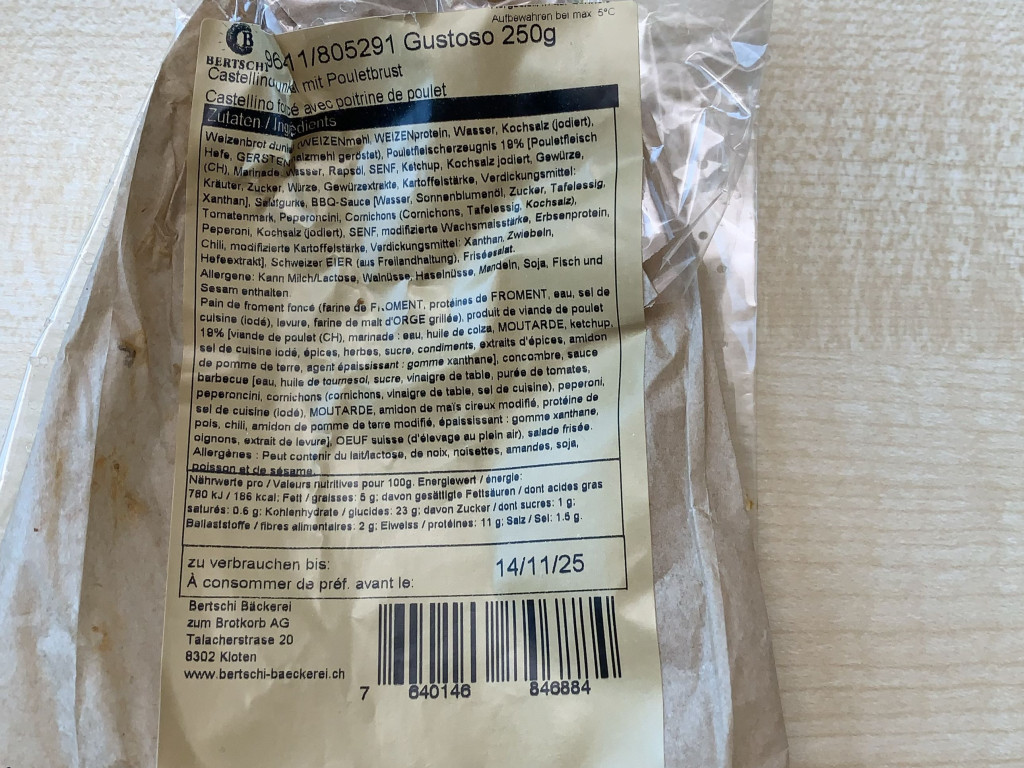 Aufbewahren bei max 5°C
B
BERTSCHI
1/805291 Gustoso 250g
mit Pouletbrust
Castellino avec poitrine de poulet
Zutaten /
Weizenbrot WEIZENmehl, WEIZENprotein, Wasser, Kochsalz (jodiert),
Hefe, GERSTEN geröstet), Pouletfleischerzeugnis 18% [Pouletfleisch
(CH), Marinade: Wasser, Rapsöl, SENF, Ketchup, Kochsalz jodiert, Gewürze,
Kräuter, Zucker, Würze, Gewürzextrakte, Kartoffelstärke, Verdickungsmittel:
Xanthan], Salatgurke, BBQ-Sauce [Wasser, Sonnenblumenöl, Zucker, Tafelessig,
Tomatenmark, Peperoncini, Cornichons (Cornichons, Tafelessig, Kochsalz),
Peperoni, Kochsalz (jodiert), SENF, modifizierte Wachsmaisstärke, Erbsenprotein,
Chili, modifizierte Kartoffelstärke, Verdickungsmittel: Xanthan, Zwiebeln,
Hefeextrakt], Schweizer EIER (aus Freilandhaltung), Friséesalat.
Allergene: Kann Milch/Lactose, Walnüsse, Haselnüsse, Mandeln, Soja, Fisch und
Sesam enthalten.
Pain de froment foncé (farine de FROMENT, protéines de FROMENT, eau, sel de
cuisine (iodé), levure, farine de malt d'ORGE grillée), produit de viande de poulet
18% [viande de poulet (CH), marinade : eau, huile de colza, MOUTARDE, ketchup,
sel de cuisine iodé, épices, herbes, sucre, condiments, extraits d'épices, amidon
de pomme de terre, agent épaississant : gomme xanthane], concombre, sauce
barbecue [eau, huile de tournesol, sucre, vinaigre de table, purée de tomates,
peperoncini, cornichons (cornichons, vinaigre de table, sel de cuisine), peperoni,
sel de cuisine (iodé), MOUTARDE, amidon de maïs cireux modifié, protéine de
pois, chili, amidon de pomme de terre modifié, épaississant : gomme xanthane,
oignons, extrait de levure], OEUF suisse (d'élevage au plein air), salade frisée.
Allergènes : Peut contenir du lait/lactose, de noix, noisettes, amandes, soja,
poisson et de sésame.
Nährwerte pro / Valeurs nutritives pour 100g. Energiewert / énergie:
780 kJ / 186 kcal; Fett / graisses: 5 g; davon gesättigte Fettsäuren / dont acides gras
saturés: 0.6 g; Kohlenhydrate / glucides: 23 g; davon Zucker / dont sucres: 1 g;
Ballaststoffe / fibres alimentaires: 2 g; Eiweiss / protéines: 11 g; Salz / Sel: 1.5 g.
zu verbrauchen bis: 14/11/25
À consommer de préf. avant le:
Bertschi Bäckerei
zum Brotkorb AG
Talacherstrase 20
8302 Kloten
www.bertschi-baeckerei.ch
7 640146 846884